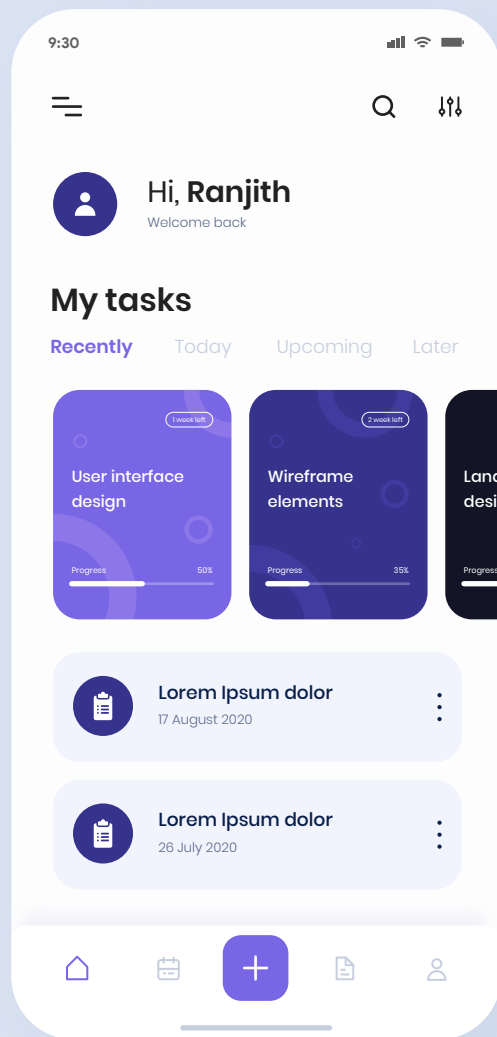 9:30
Hi, Ranjith
Welcome back
My tasks
Recently Today Upcoming Later
1 week left
User interface
design
Progress 50%
2 week left
Wireframe
elements
Progress 35%
Progress
Lorem Ipsum dolor
17 August 2020
Lorem Ipsum dolor
26 July 2020